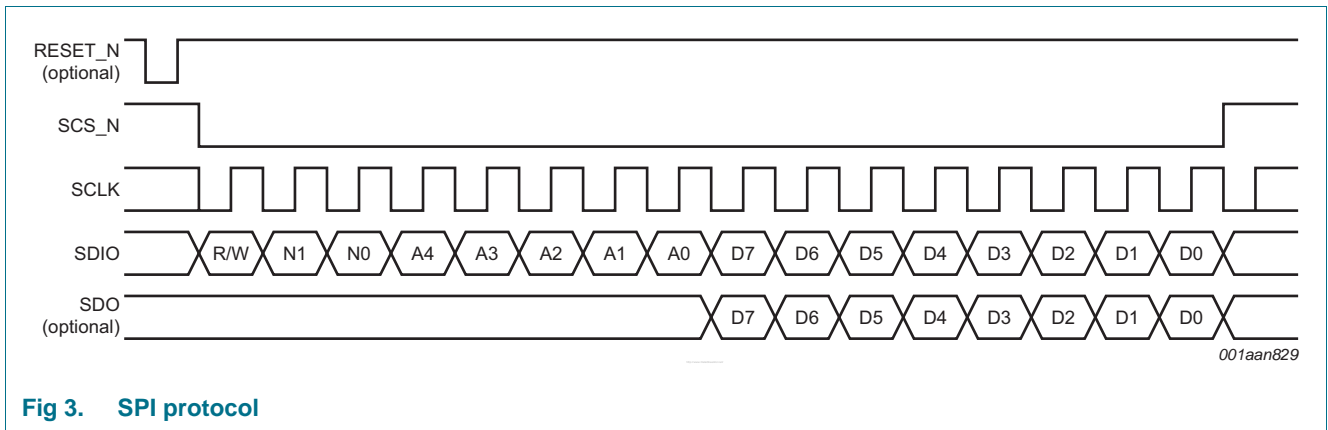 RESET_N
(optional)
SCS_N
SCLK
SDIO R/W N1 N0 A4 A3 A2 A1 A0 D7 D6 D5 D4 D3 D2 D1 D0
SDO
(optional) D7 D6 D5 D4 D3 D2 D1 D0
001aan829
Fig 3. SPI protocol